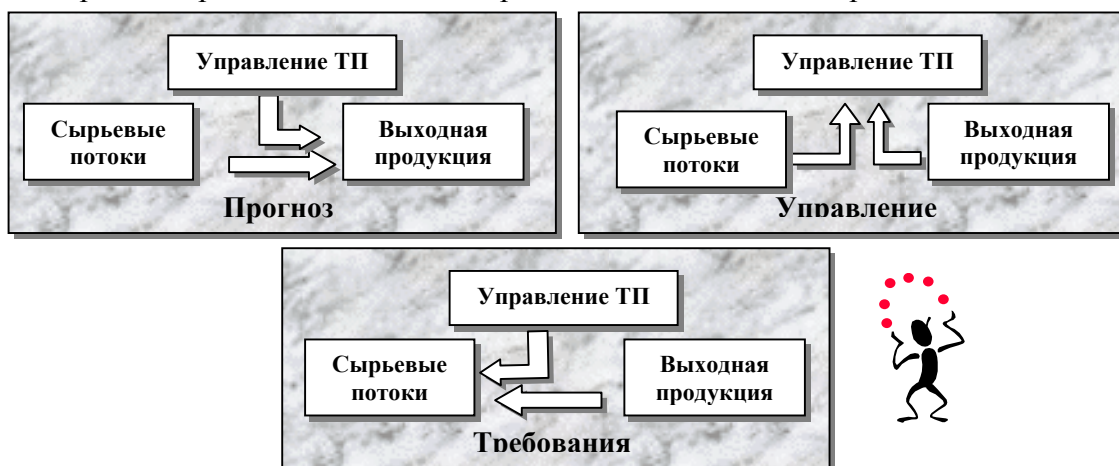 Управление ТП
Сырьевые
потоки
Выходная
продукция
Прогноз
Управление ТП
Сырьевые
потоки
Выходная
продукция
Управление
Управление ТП
Сырьевые
потоки
Выходная
продукция
Требования